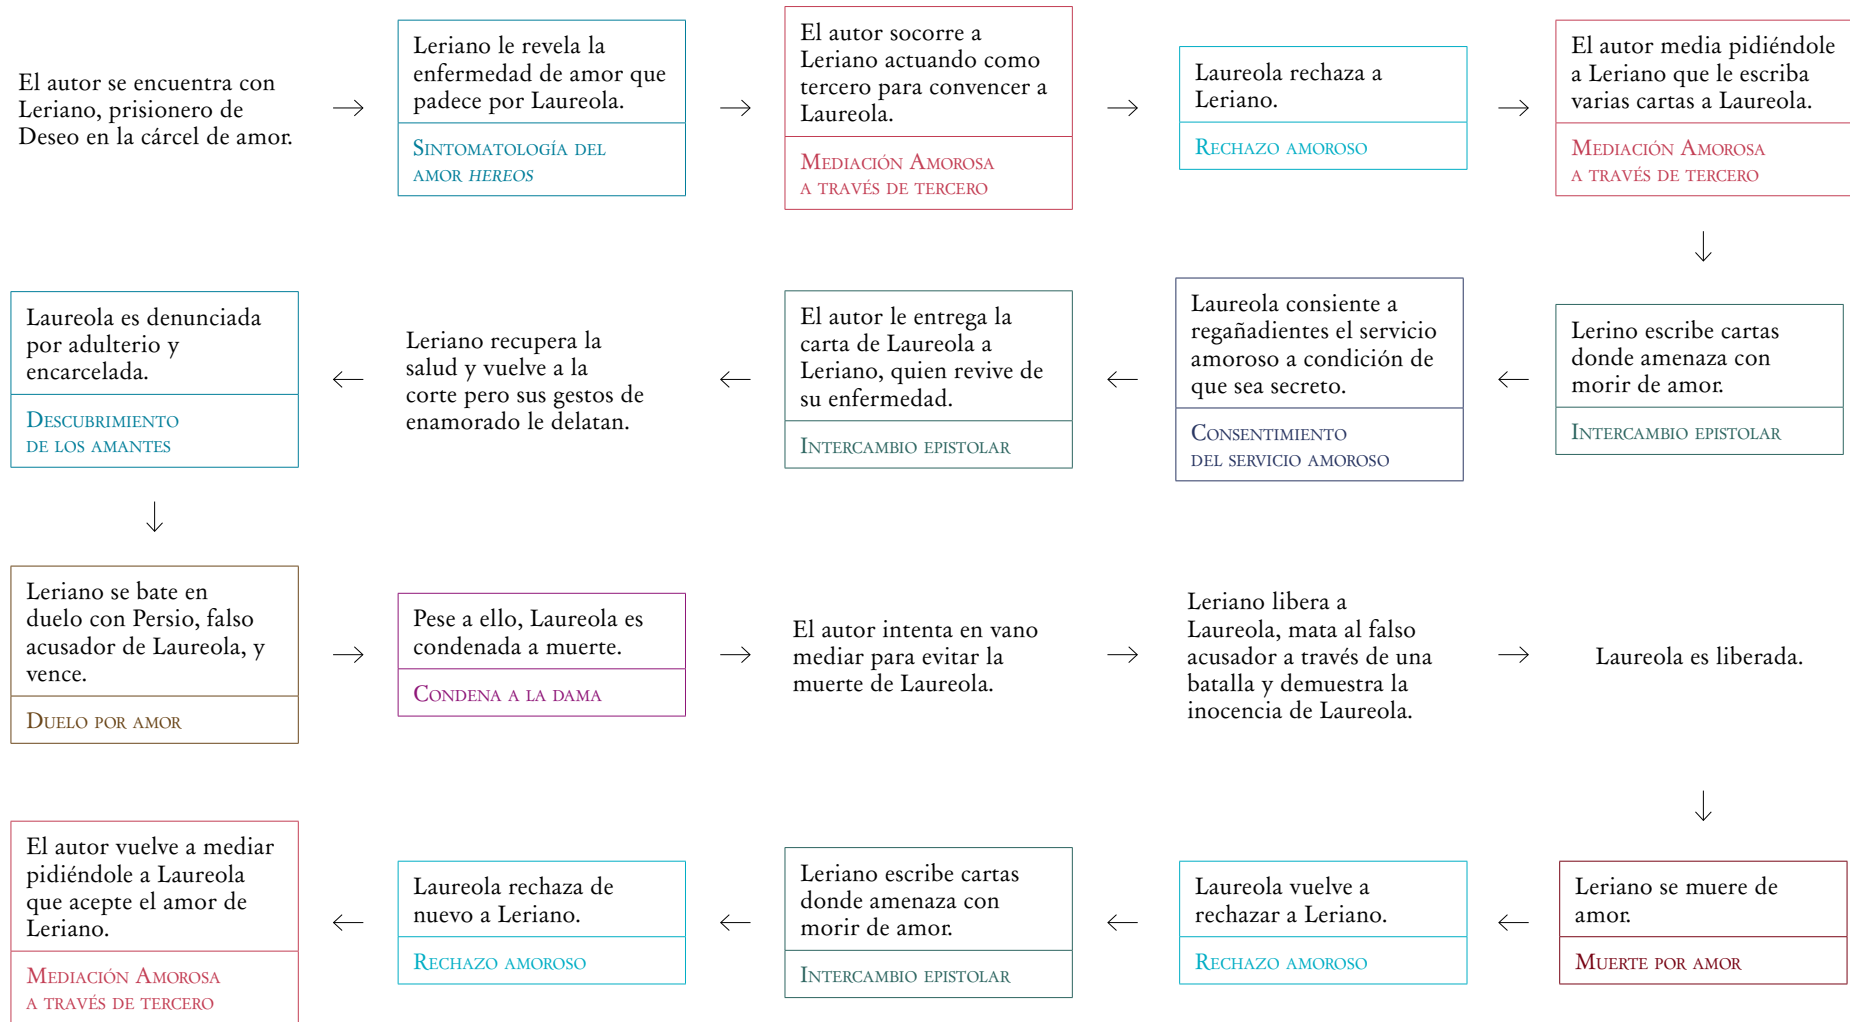 El autor se encuentra con
Leriano, prisionero de
Deseo en la cárcel de amor.
Leriano le revela la
enfermedad de amor que
padece por Laureola.
Sintomatología del
amor hereos
El autor socorre a
Leriano actuando como
tercero para convencer a
Laureola.
Mediación Amorosa
a través de tercero
Laureola rechaza a
Leriano.
Rechazo amoroso
El autor media pidiéndole
a Leriano que le escriba
varias cartas a Laureola.
Mediación Amorosa
a través de tercero
Lerino escribe cartas
donde amenaza con
morir de amor.
Intercambio epistolar
Laureola consiente a
regañadientes el servicio
amoroso a condición de
que sea secreto.
Consentimiento
del servicio amoroso
El autor le entrega la
carta de Laureola a
Leriano, quien revive de
su enfermedad.
Intercambio epistolar
Leriano recupera la
salud y vuelve a la
corte pero sus gestos de
enamorado le delatan.
Laureola es denunciada
por adulterio y
encarcelada.
Descubrimiento
de los amantes
Leriano se bate en
duelo con Persio, falso
acusador de Laureola, y
vence.
Duelo por amor
Pese a ello, Laureola es
condenada a muerte.
Condena a la dama
El autor intenta en vano
mediar para evitar la
muerte de Laureola.
Leriano libera a
Laureola, mata al falso
acusador a través de una
batalla y demuestra la
inocencia de Laureola.
Laureola es liberada.
Leriano se muere de
amor.
Muerte por amor
Laureola vuelve a
rechazar a Leriano.
Rechazo amoroso
Leriano escribe cartas
donde amenaza con
morir de amor.
Intercambio epistolar
Laureola rechaza de
nuevo a Leriano.
Rechazo amoroso
El autor vuelve a mediar
pidiéndole a Laureola
que acepte el amor de
Leriano.
Mediación Amorosa
a través de tercero